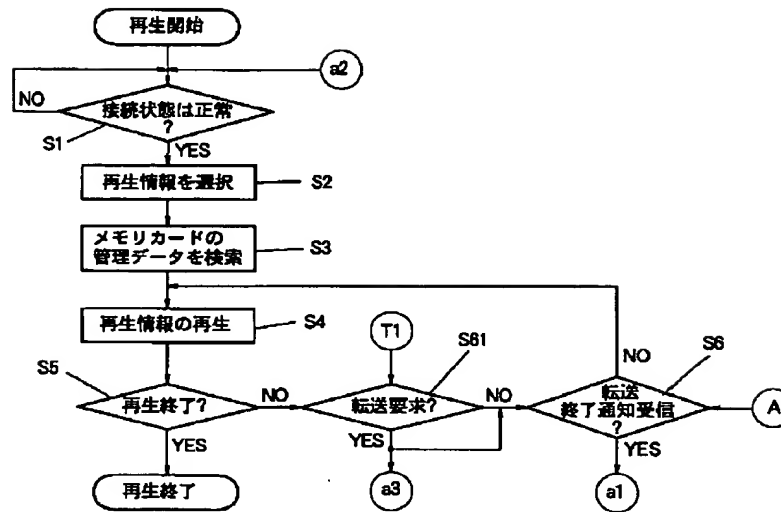 再生開始
a2
NO
接続状態は正常
?
S1
YES
再生情報を選択
S2
メモリカードの
管理データを検索
S3
再生情報の再生
S4
T1
S61
S6
S5
NO
再生終了?
NO
転送要求?
NO
転送
終了通知受信
?
A
YES
YES
YES
再生終了
a3
a1